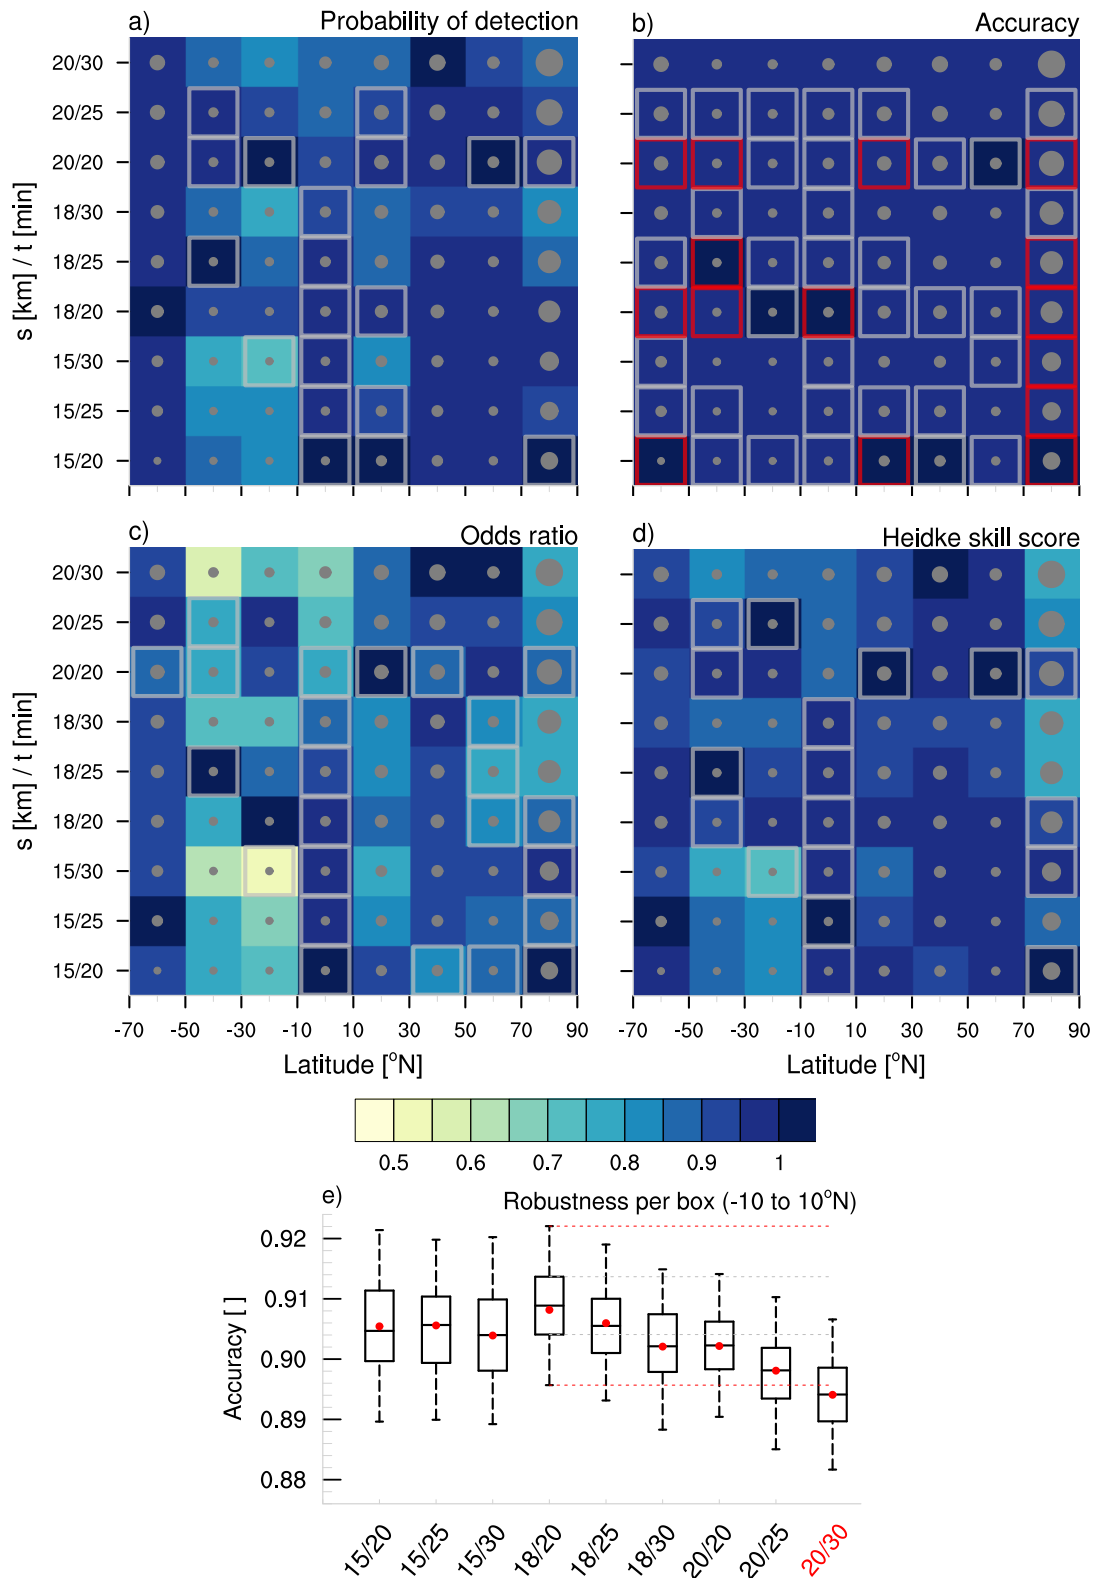 a) Probability of detection
b) Accuracy
s [km] / t [min]
20/30
20/25
20/20
18/30
18/25
18/20
15/30
15/25
15/20
c) Odds ratio
d) Heidke skill score
s [km] / t [min]
20/30
20/25
20/20
18/30
18/25
18/20
15/30
15/25
15/20
-70 -50 -30 -10 10 30 50 70 90
-70 -50 -30 -10 10 30 50 70 90
Latitude [°N]
Latitude [°N]
0.5 0.6 0.7 0.8 0.9 1
e) Robustness per box (-10 to 10°N)
Accuracy [ ]
0.92
0.91
0.90
0.89
0.88
15/20 15/25 15/30 18/20 18/25 18/30 20/20 20/25 20/30